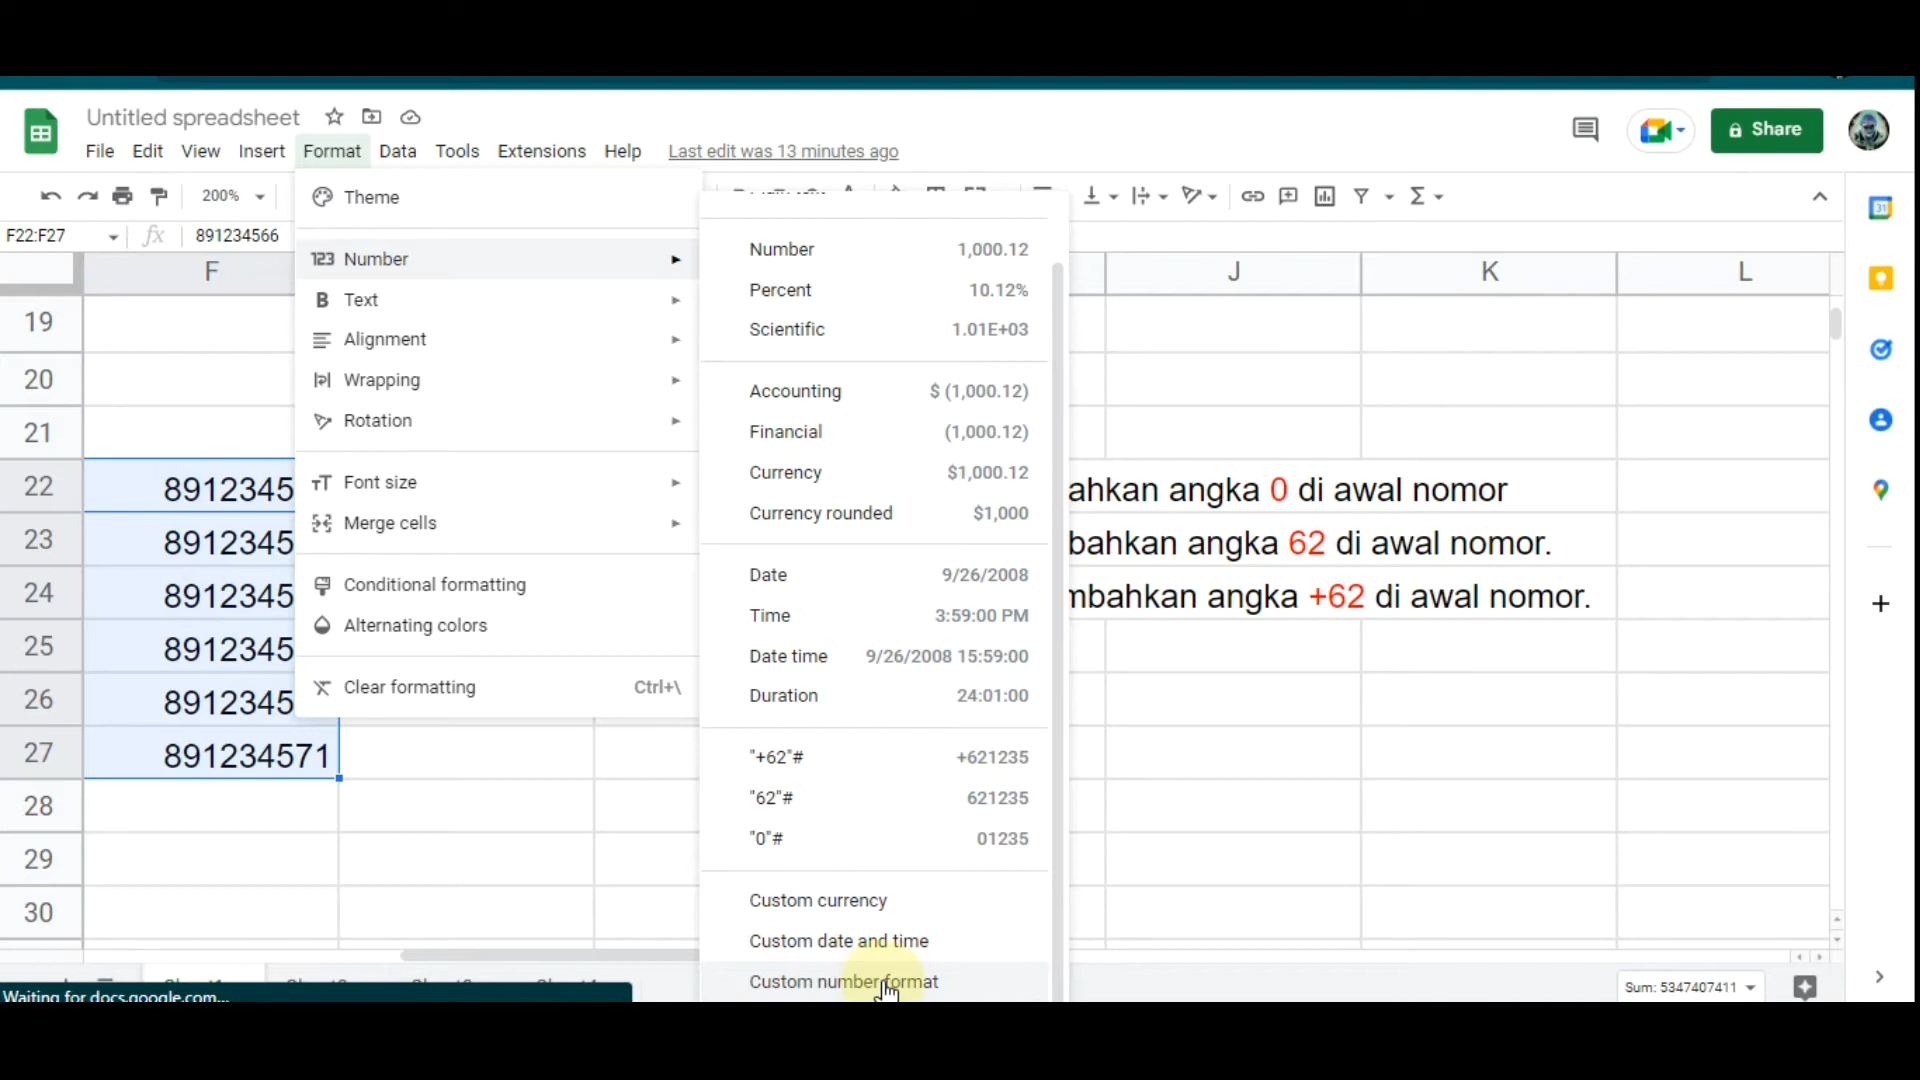 Untitled spreadsheet
File Edit View Insert Format Data Tools Extensions Help Last edit was 13 minutes ago
Share
200%
F22:F27 891234566
F J K L
Theme
123 Number
Text
Alignment
Wrapping
Rotation
Font size
Merge cells
Conditional formatting
Alternating colors
Clear formatting Ctrl+\
Number 1,000.12
Percent 10.12%
Scientific 1.01E+03
Accounting $ (1,000.12)
Financial (1,000.12)
Currency $1,000.12
Currency rounded $1,000
Date 9/26/2008
Time 3:59:00 PM
Date time 9/26/2008 15:59:00
Duration 24:01:00
"+62"# +621235
"62"# 621235
"0"# 01235
Custom currency
Custom date and time
Custom number format
19
20
21
22 8912345 ahkan angka 0 di awal nomor
23 8912345 bahkan angka 62 di awal nomor.
24 8912345 mbahkan angka +62 di awal nomor.
25 8912345
26 8912345
27 891234571
28
29
30
Waiting for docs.google.com...
Sum: 5347407411